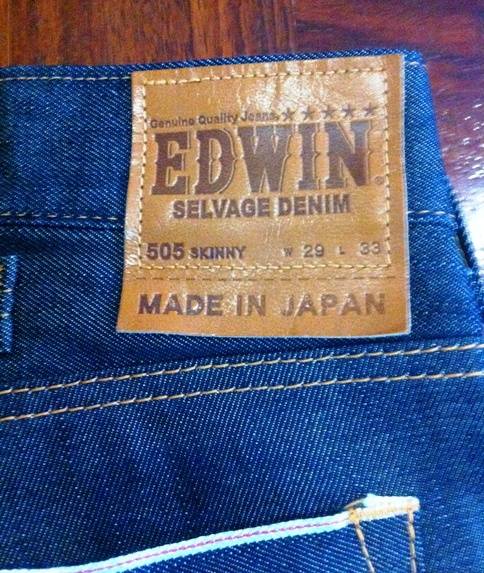 Genuine Quality Jeans ★★★★★
EDWIN®
SELVAGE DENIM
505 SKINNY W 29 L 33
MADE IN JAPAN